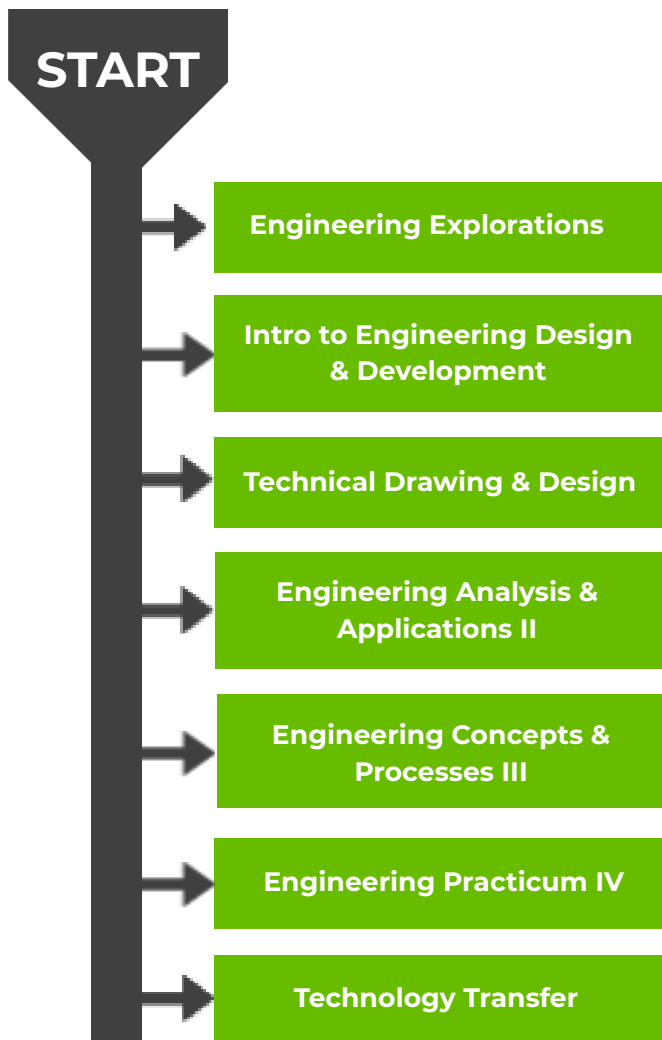 START
Engineering Explorations
Intro to Engineering Design
& Development
Technical Drawing & Design
Engineering Analysis &
Applications II
Engineering Concepts &
Processes III
Engineering Practicum IV
Technology Transfer